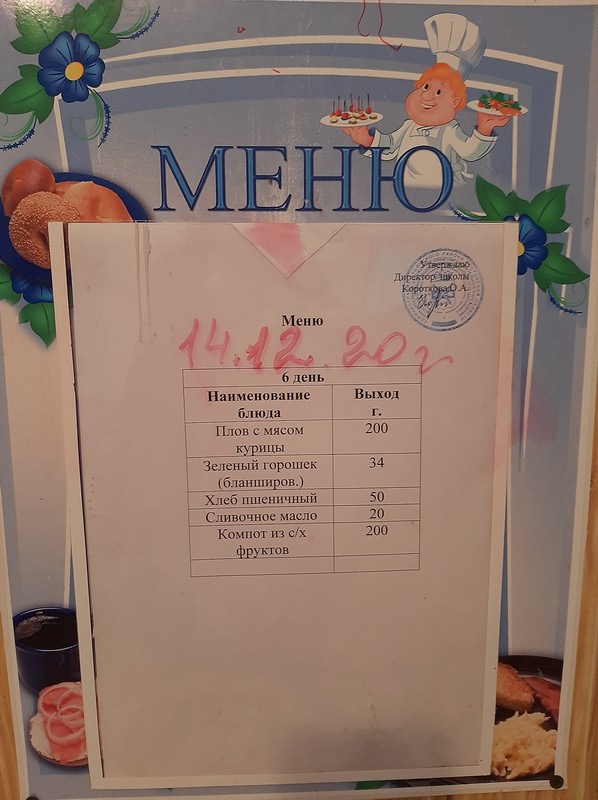 МЕНЮ
Утверждаю
Директор школы
Короткова О.А.
Меню
14.12.20г
6 день
Наименование блюда Выход г.
Плов с мясом курицы 200
Зеленый горошек (бланширов.) 34
Хлеб пшеничный 50
Сливочное масло 20
Компот из с/х фруктов 200